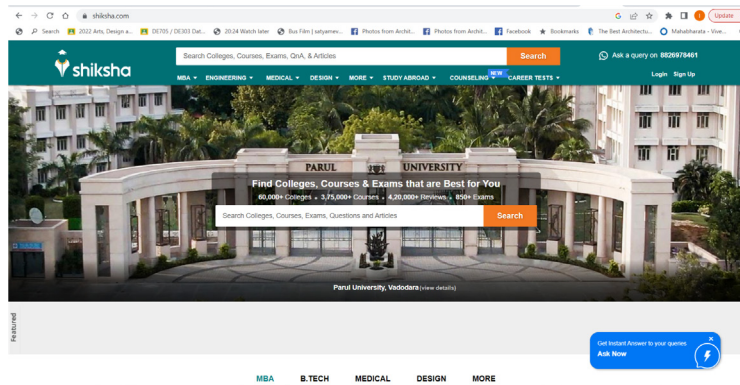 shiksha.com
Update
Search
2022 Arts, Design a...
DE705 / DE303 Dat...
20:24 Watch later
Bus Film | satyamev...
Photos from Archit...
Photos from Archit...
Facebook
Bookmarks
The Best Architectu...
Mahabharata - Vive...
shiksha
Search Colleges, Courses, Exams, QnA, & Articles
Search
Ask a query on 8826978461
MBA ENGINEERING MEDICAL DESIGN MORE STUDY ABROAD COUNSELING NEW CAREER TESTS
Login Sign Up
PARUL UNIVERSITY
Find Colleges, Courses & Exams that are Best for You
60,000+ Colleges • 3,75,000+ Courses • 4,20,000+ Reviews • 850+ Exams
Search Colleges, Courses, Exams, Questions and Articles
Search
Parul University, Vadodara (view details)
Featured
Get Instant Answer to your queries
Ask Now
MBA B.TECH MEDICAL DESIGN MORE